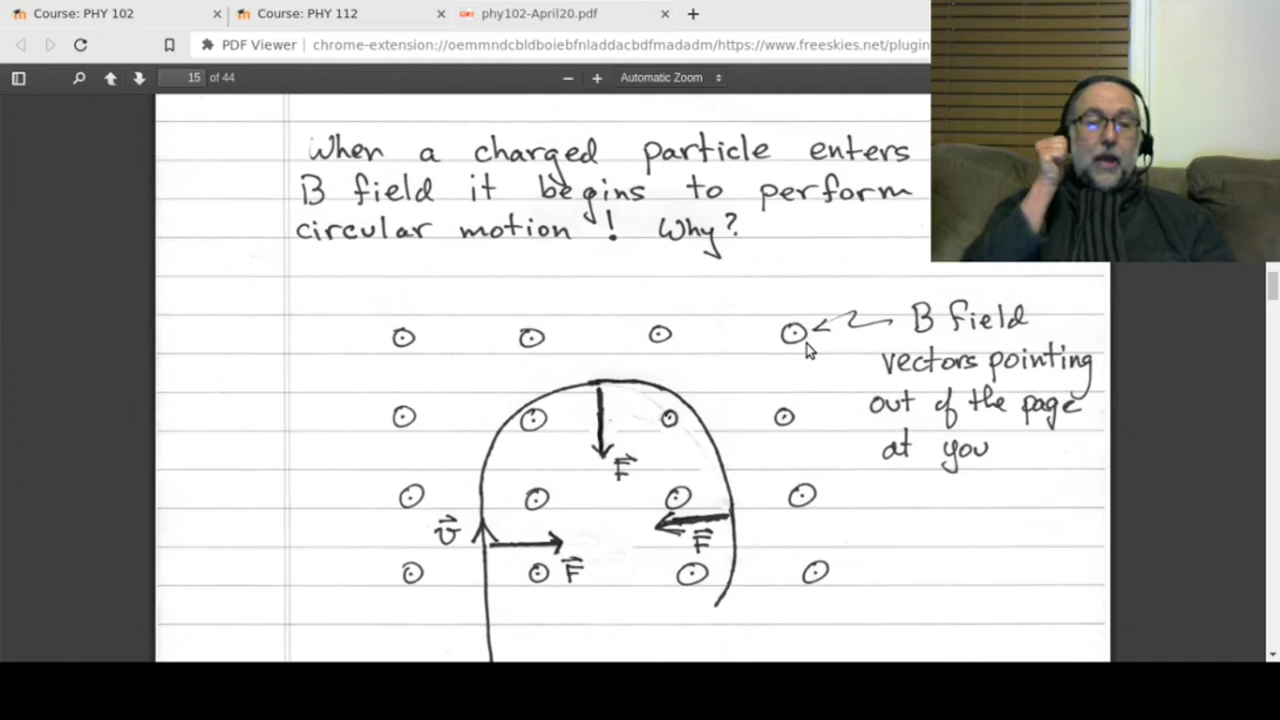 Course: PHY 102
Course: PHY 112
phy102-April20.pdf
PDF Viewer
chrome-extension://oemmndcbldboiebfnladdacbdfmadadm/https://www.freeskies.net/plugin
15 of 44
Automatic Zoom
When a charged particle enters
B field it begins to perform
circular motion! Why?
B field
vectors pointing
out of the page
at you
F
v
F
F